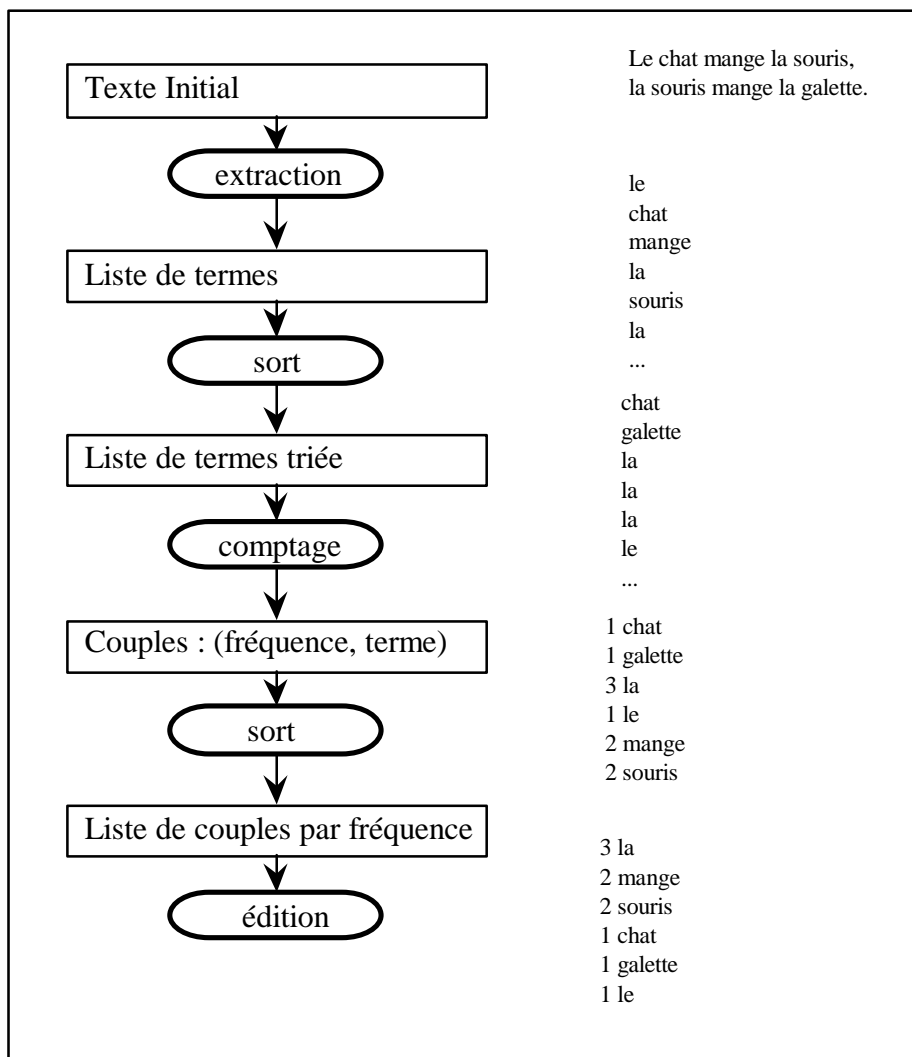 Texte Initial
Le chat mange la souris,
la souris mange la galette.
extraction
le
chat
mange
la
souris
la
...
Liste de termes
sort
chat
galette
la
la
la
le
...
Liste de termes triée
comptage
Couples : (fréquence, terme)
1 chat
1 galette
3 la
1 le
2 mange
2 souris
sort
Liste de couples par fréquence
3 la
2 mange
2 souris
1 chat
1 galette
1 le
édition